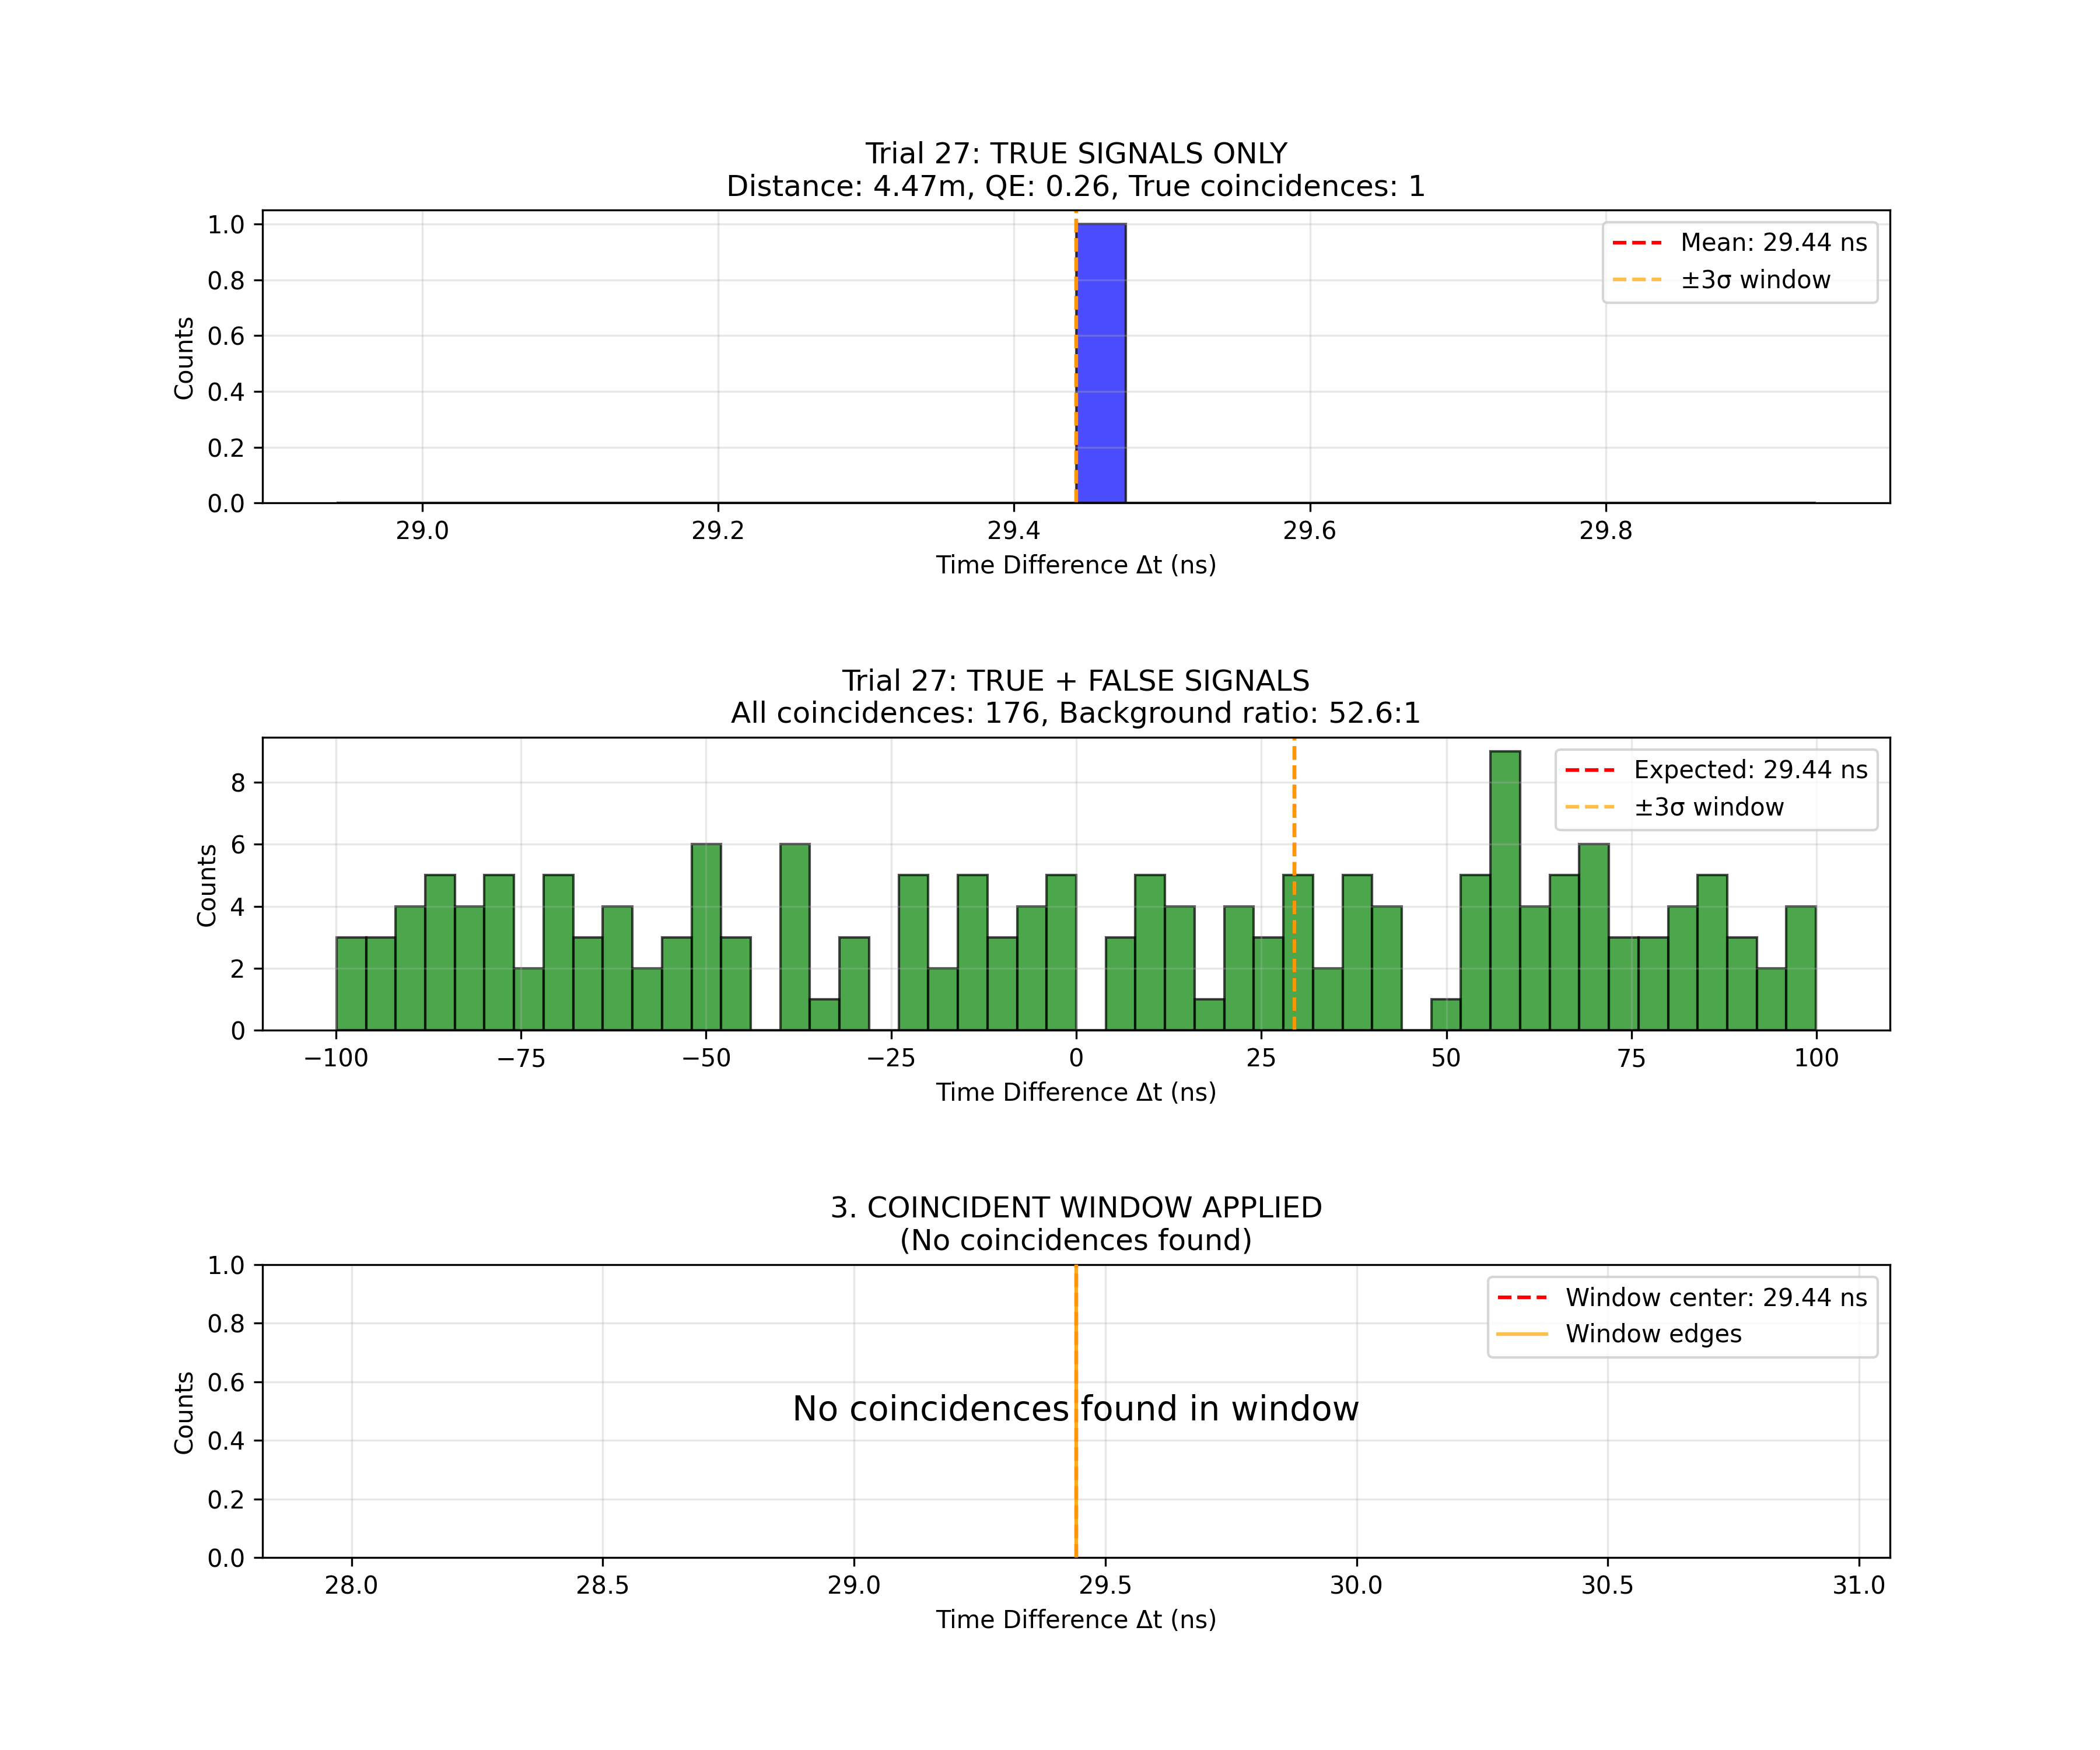 Trial 27: TRUE SIGNALS ONLY
Distance: 4.47m, QE: 0.26, True coincidences: 1
Counts
1.0
0.8
0.6
0.4
0.2
0.0
Mean: 29.44 ns
±3σ window
29.0 29.2 29.4 29.6 29.8
Time Difference Δt (ns)
Trial 27: TRUE + FALSE SIGNALS
All coincidences: 176, Background ratio: 52.6:1
Counts
8
6
4
2
0
Expected: 29.44 ns
±3σ window
−100 −75 −50 −25 0 25 50 75 100
Time Difference Δt (ns)
3. COINCIDENT WINDOW APPLIED
(No coincidences found)
Counts
1.0
0.8
0.6
0.4
0.2
0.0
Window center: 29.44 ns
Window edges
No coincidences found in window
28.0 28.5 29.0 29.5 30.0 30.5 31.0
Time Difference Δt (ns)